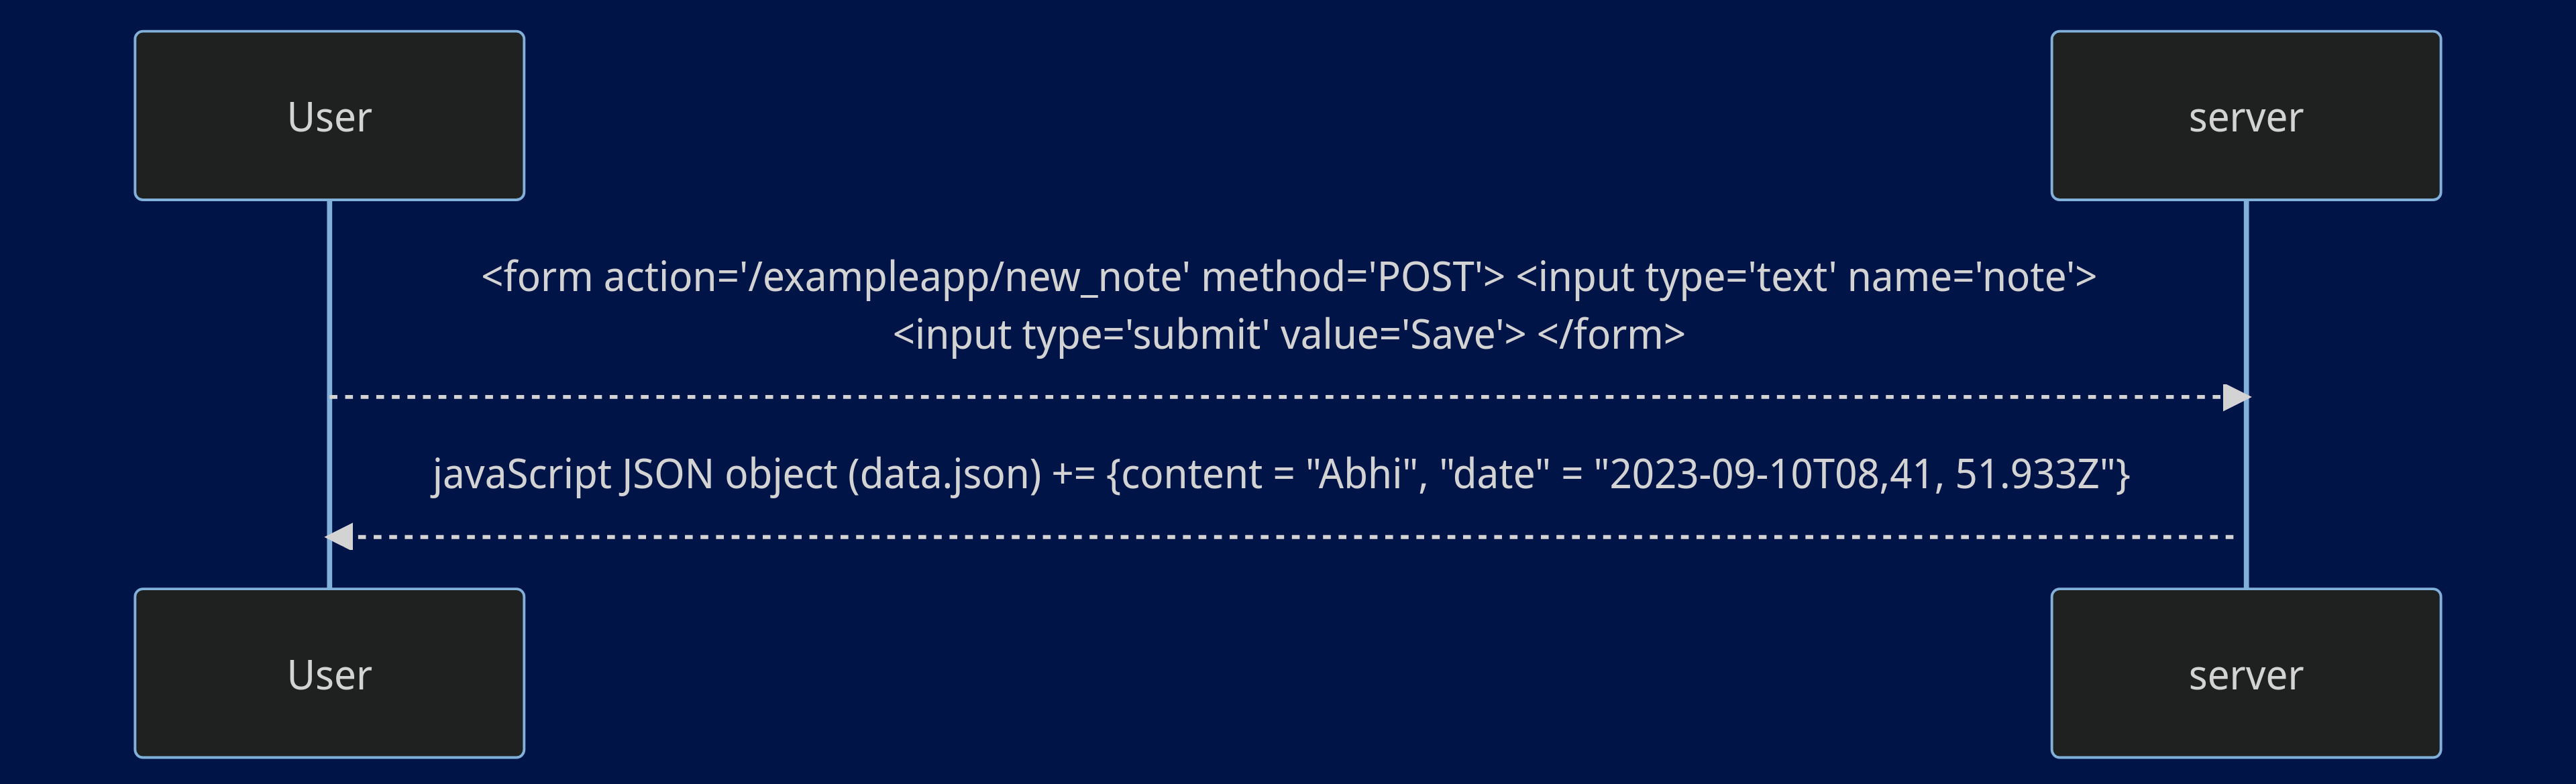 User
server
<form action='/exampleapp/new_note' method='POST'> <input type='text' name='note'>
<input type='submit' value='Save'> </form>
javaScript JSON object (data.json) += {content = "Abhi", "date" = "2023-09-10T08,41, 51.933Z"}
User
server